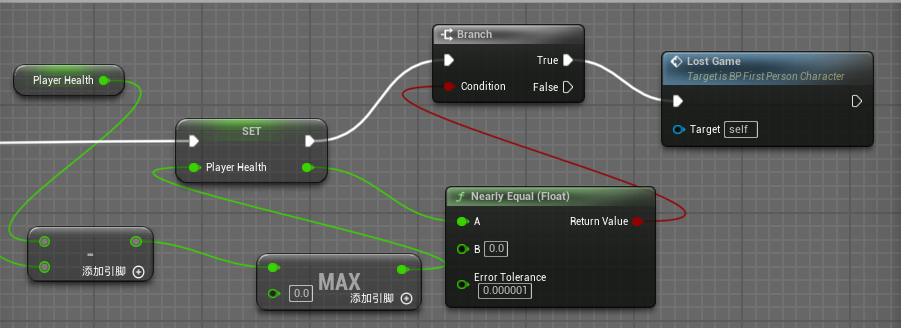 Branch
True
Condition
False
Lost Game
Target is BP First Person Character
Target
self
Player Health
SET
Player Health
Nearly Equal (Float)
A
Return Value
B
0.0
Error Tolerance
0.000001
-
添加引脚
MAX
0.0
添加引脚